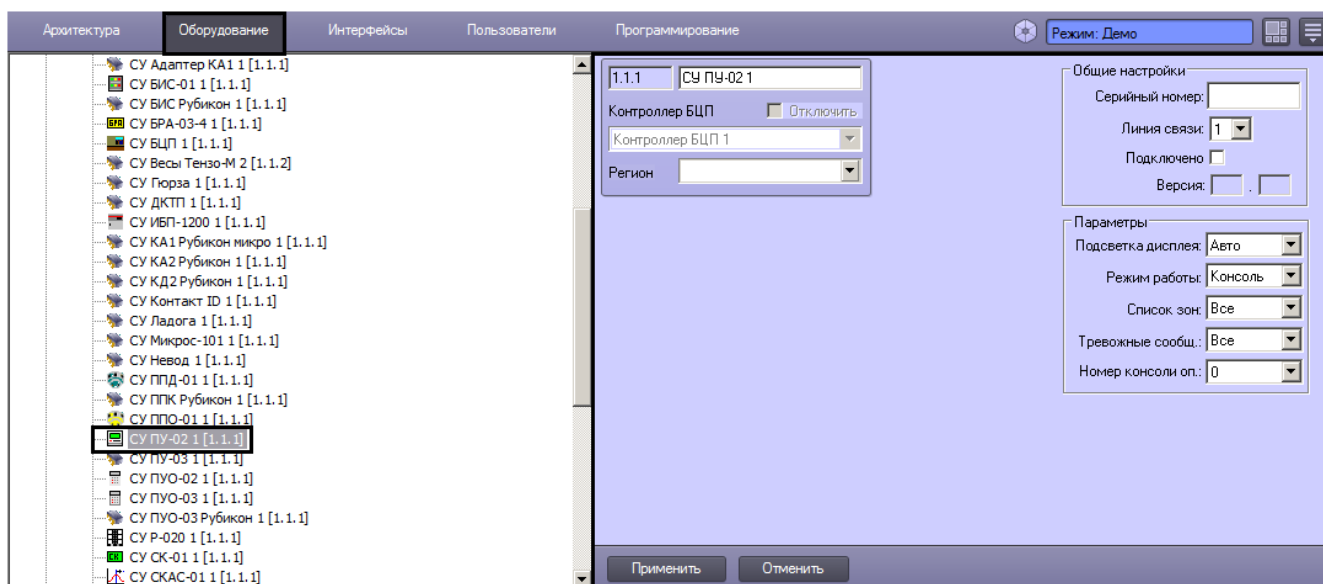 Архитектура Оборудование Интерфейсы Пользователи Программирование Режим: Демо
СУ Адаптер КА1 1 [1.1.1]
СУ БИС-01 1 [1.1.1]
СУ БИС Рубикон 1 [1.1.1]
СУ БРА-03-4 1 [1.1.1]
СУ БЦП 1 [1.1.1]
СУ Весы Тензо-М 2 [1.1.2]
СУ Гюрза 1 [1.1.1]
СУ ДКТП 1 [1.1.1]
СУ ИБП-1200 1 [1.1.1]
СУ КА1 Рубикон микро 1 [1.1.1]
СУ КА2 Рубикон 1 [1.1.1]
СУ КД2 Рубикон 1 [1.1.1]
СУ Контакт ID 1 [1.1.1]
СУ Ладога 1 [1.1.1]
СУ Микрос-101 1 [1.1.1]
СУ Невод 1 [1.1.1]
СУ ППД-01 1 [1.1.1]
СУ ППК Рубикон 1 [1.1.1]
СУ ППО-01 1 [1.1.1]
СУ ПУ-02 1 [1.1.1]
СУ ПУ-03 1 [1.1.1]
СУ ПУО-02 1 [1.1.1]
СУ ПУО-03 1 [1.1.1]
СУ ПУО-03 Рубикон 1 [1.1.1]
СУ Р-020 1 [1.1.1]
СУ СК-01 1 [1.1.1]
СУ СКАС-01 1 [1.1.1]
1.1.1 СУ ПУ-02 1
Контроллер БЦП Отключить
Контроллер БЦП 1
Регион
Общие настройки
Серийный номер:
Линия связи: 1
Подключено
Версия: .
Параметры
Подсветка дисплея: Авто
Режим работы: Консоль
Список зон: Все
Тревожные сообщ.: Все
Номер консоли оп.: 0
Применить Отменить